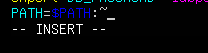 PATH=$PATH:~_
-- INSERT --